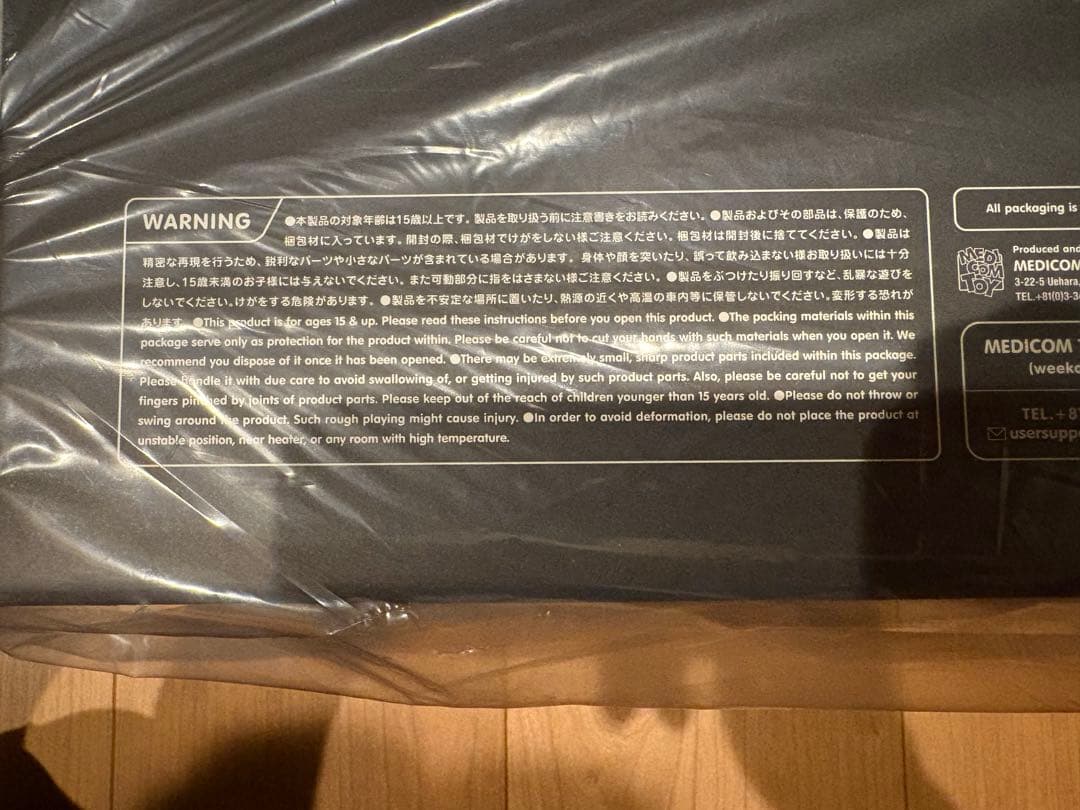 WARNING
●本製品の対象年齢は15歳以上です。製品を取り扱う前に注意書きをお読みください。●製品およびその部品は、保護のため、
梱包材に入っています。開封の際、梱包材でけがをしない様ご注意ください。梱包材は開封後に捨ててください。●製品は
精密な再現を行うため、鋭利なパーツや小さなパーツが含まれている場合があります。身体や顔を突いたり、誤って飲み込まない様お取り扱いには十分
注意し、15歳未満のお子様には与えないでください。また可動部分に指をはさまない様ご注意ください。●製品をぶつけたり振り回すなど、乱暴な遊びを
しないでください。けがをする危険があります。●製品を不安定な場所に置いたり、熱源の近くや高温の車内等に保管しないでください。変形する恐れが
あります。●This product is for ages 15 & up. Please read these instructions before you open this product. ●The packing materials within this
package serve only as protection for the product within. Please be careful not to cut your hands with such materials when you open it. We
recommend you dispose of it once it has been opened. ●There may be extremely small, sharp product parts included within this package.
Please handle it with due care to avoid swallowing of, or getting injured by such product parts. Also, please be careful not to get your
fingers pinched by joints of product parts. Please keep out of the reach of children younger than 15 years old. ●Please do not throw or
swing around the product. Such rough playing might cause injury. ●In order to avoid deformation, please do not place the product at
unstable position, near heater, or any room with high temperature.
All packaging is
MEDI
COM
TOY
Produced and
MEDICOM
3-22-5 Uehara,
TEL.+81(0)3-3
MEDICOM T
(weekd
TEL.+8
usersuppo